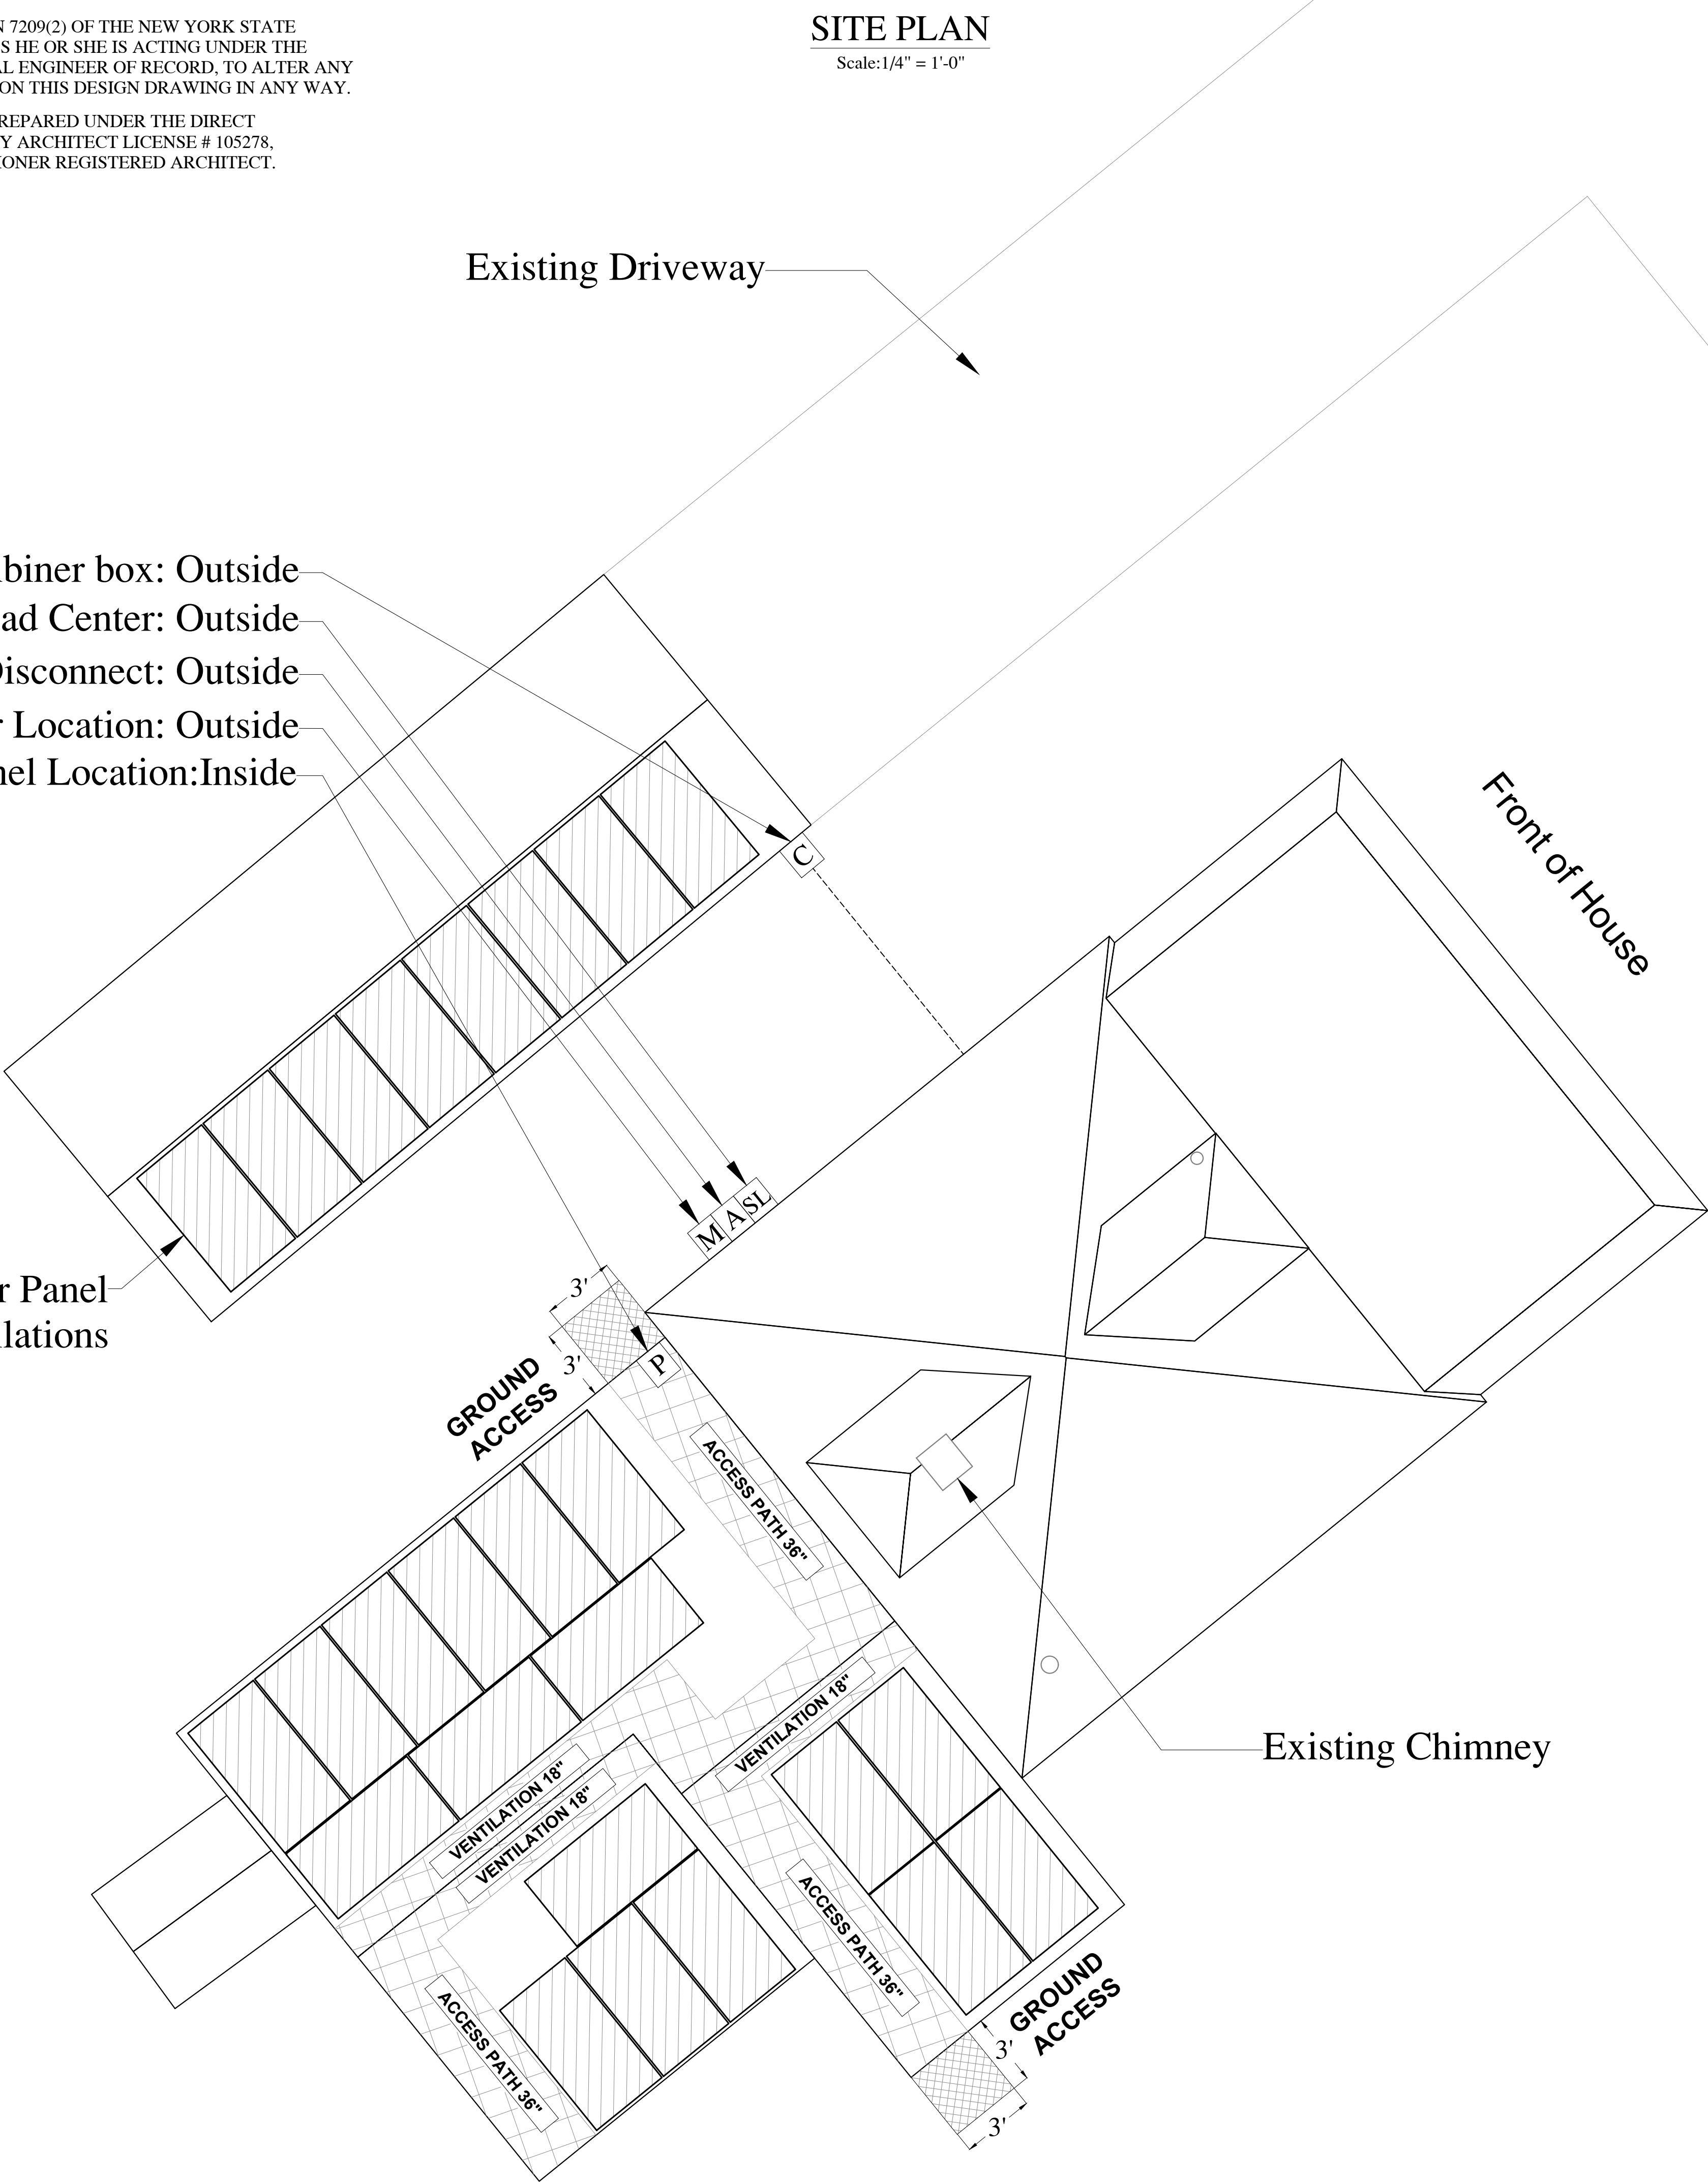 7209(2) OF THE NEW YORK STATE
S HE OR SHE IS ACTING UNDER THE
AL ENGINEER OF RECORD, TO ALTER ANY
ON THIS DESIGN DRAWING IN ANY WAY.
REPARED UNDER THE DIRECT
Y ARCHITECT LICENSE # 105278,
IONER REGISTERED ARCHITECT.
SITE PLAN
Scale:1/4" = 1'-0"
Existing Driveway
biner box: Outside
ad Center: Outside
Disconnect: Outside
r Location: Outside
nel Location:Inside
C
Front of House
M
A
SL
r Panel
llations
3'
3'
P
GROUND
ACCESS
ACCESS PATH 36"
VENTILATION 18"
VENTILATION 18"
VENTILATION 18"
Existing Chimney
ACCESS PATH 36"
ACCESS PATH 36"
GROUND
ACCESS
3'
3'